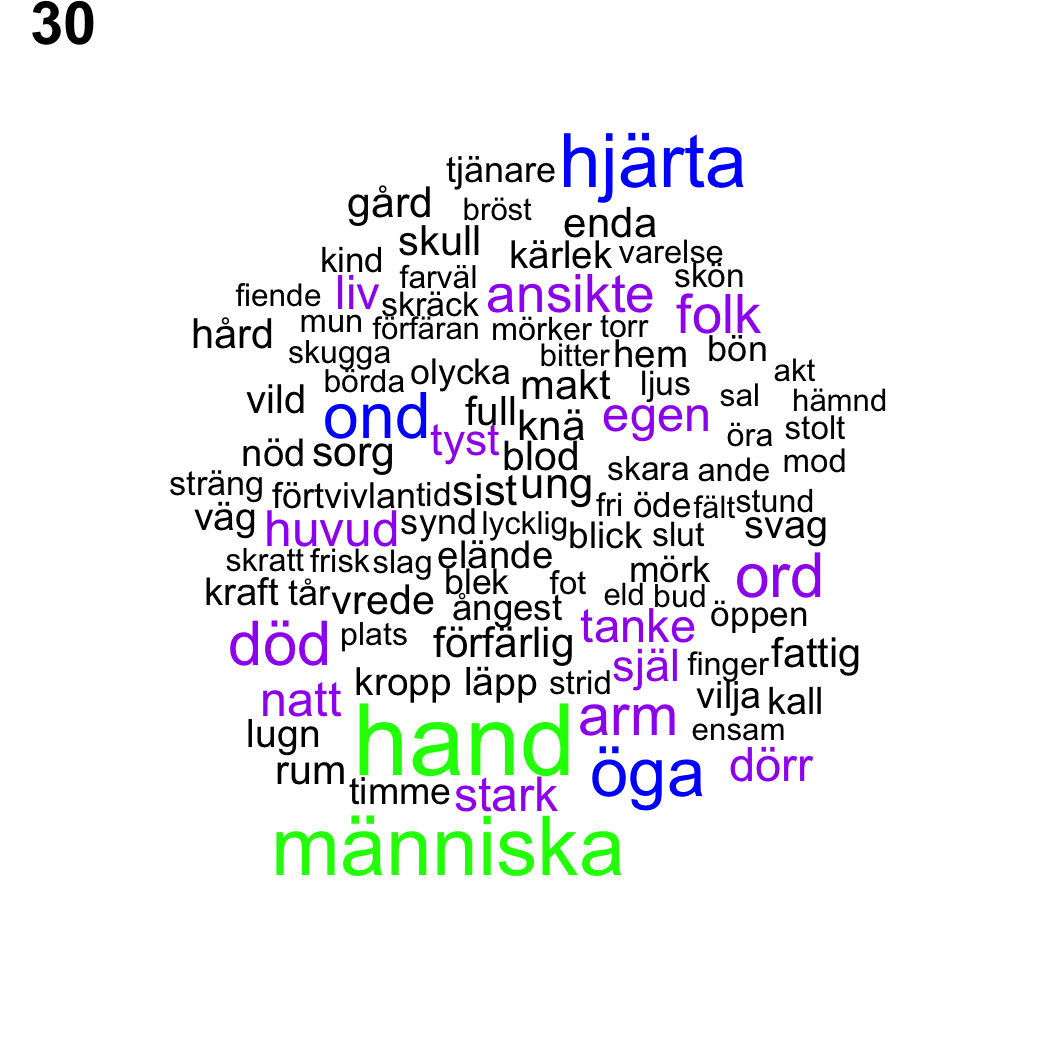 30
tjänare hjärta
gård bröst enda
skull kärlek varelse
kind farväl skön
fiende liv skräck ansikte folk
hård mun förfäran mörker torr
skugga bitter hem bön
börda olycka makt ljus akt
vild ond full knä egen sal hämnd
tyst öra stolt
nöd sorg blod skara ande mod
sträng förtvivlan tid sist ung fri öde fält stund
väg huvud synd lycklig blick slut svag
skratt frisk slag elände mörk ord
kraft tår vrede blek fot eld bud
ångest tanke öppen
död plats förfärlig själ finger fattig
natt kropp läpp strid vilja kall
lugn hand arm ensam
rum öga dörr
timme stark
människa